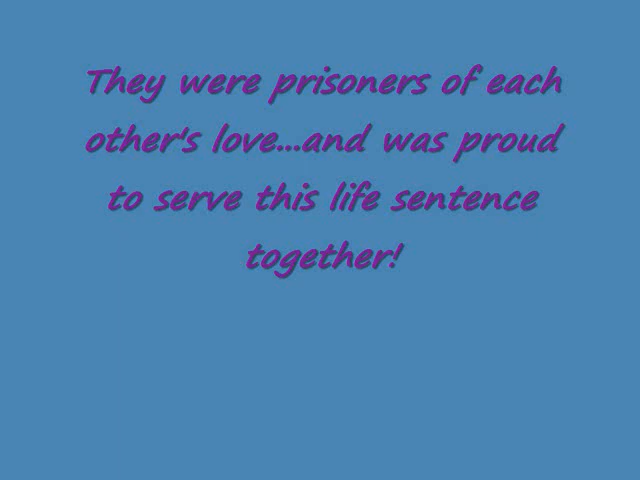 They were prisoners of each
other's love...and was proud
to serve this life sentence
together!